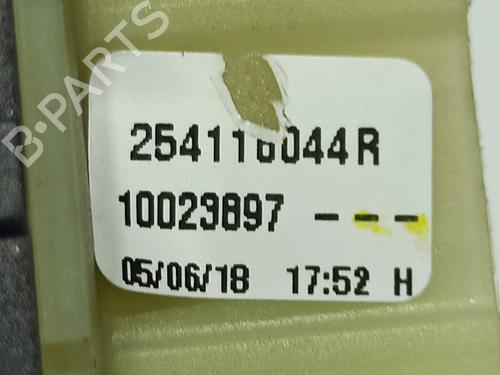 B-PARTS
254116044R
10023897 ---
05/06/18 17:52 H